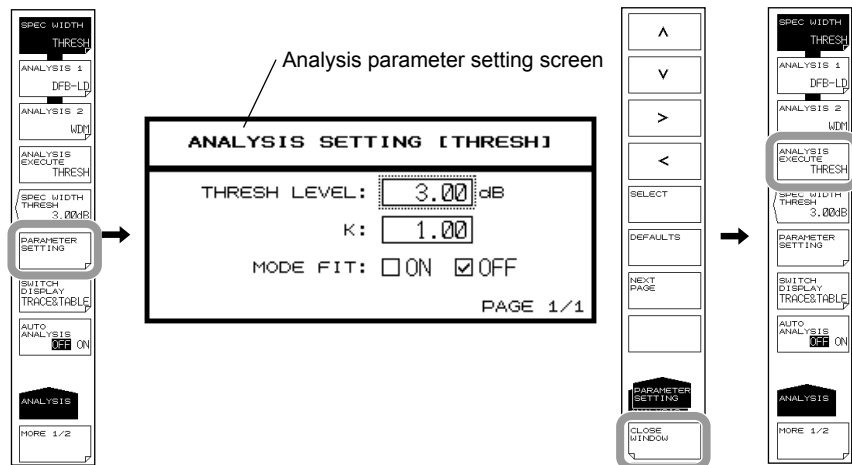 SPEC WIDTH
THRESH
ANALYSIS 1
DFB-LD
ANALYSIS 2
WDM
ANALYSIS
EXECUTE
THRESH
SPEC WIDTH
THRESH
3.00dB
PARAMETER
SETTING
SWITCH
DISPLAY
TRACE&TABLE
AUTO
ANALYSIS
OFF ON
ANALYSIS
MORE 1/2
Analysis parameter setting screen
ANALYSIS SETTING [THRESH]
THRESH LEVEL: 3.00 dB
K: 1.00
MODE FIT: ☐ON ☑OFF
PAGE 1/1
∧
∨
>
<
SELECT
DEFAULTS
NEXT
PAGE
PARAMETER
SETTING
CLOSE
WINDOW
SPEC WIDTH
THRESH
ANALYSIS 1
DFB-LD
ANALYSIS 2
WDM
ANALYSIS
EXECUTE
THRESH
SPEC WIDTH
THRESH
3.00dB
PARAMETER
SETTING
SWITCH
DISPLAY
TRACE&TABLE
AUTO
ANALYSIS
OFF ON
ANALYSIS
MORE 1/2